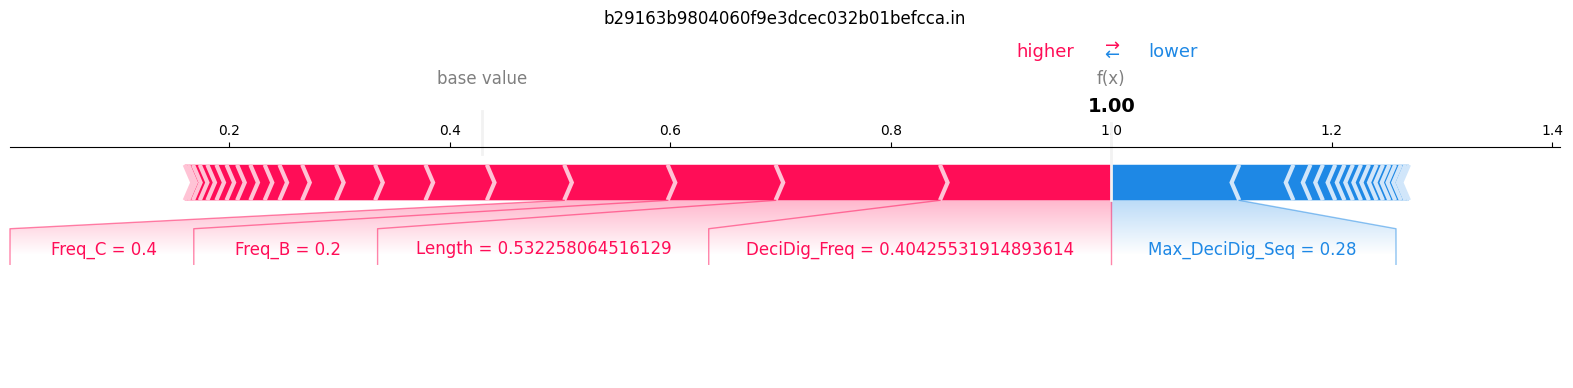 b29163b9804060f9e3dcec032b01befcca.in
higher ⇄ lower
base value f(x)
1.00
0.2 0.4 0.6 0.8 1.0 1.2 1.4
Freq_C = 0.4 Freq_B = 0.2 Length = 0.532258064516129 DeciDig_Freq = 0.40425531914893614 Max_DeciDig_Seq = 0.28